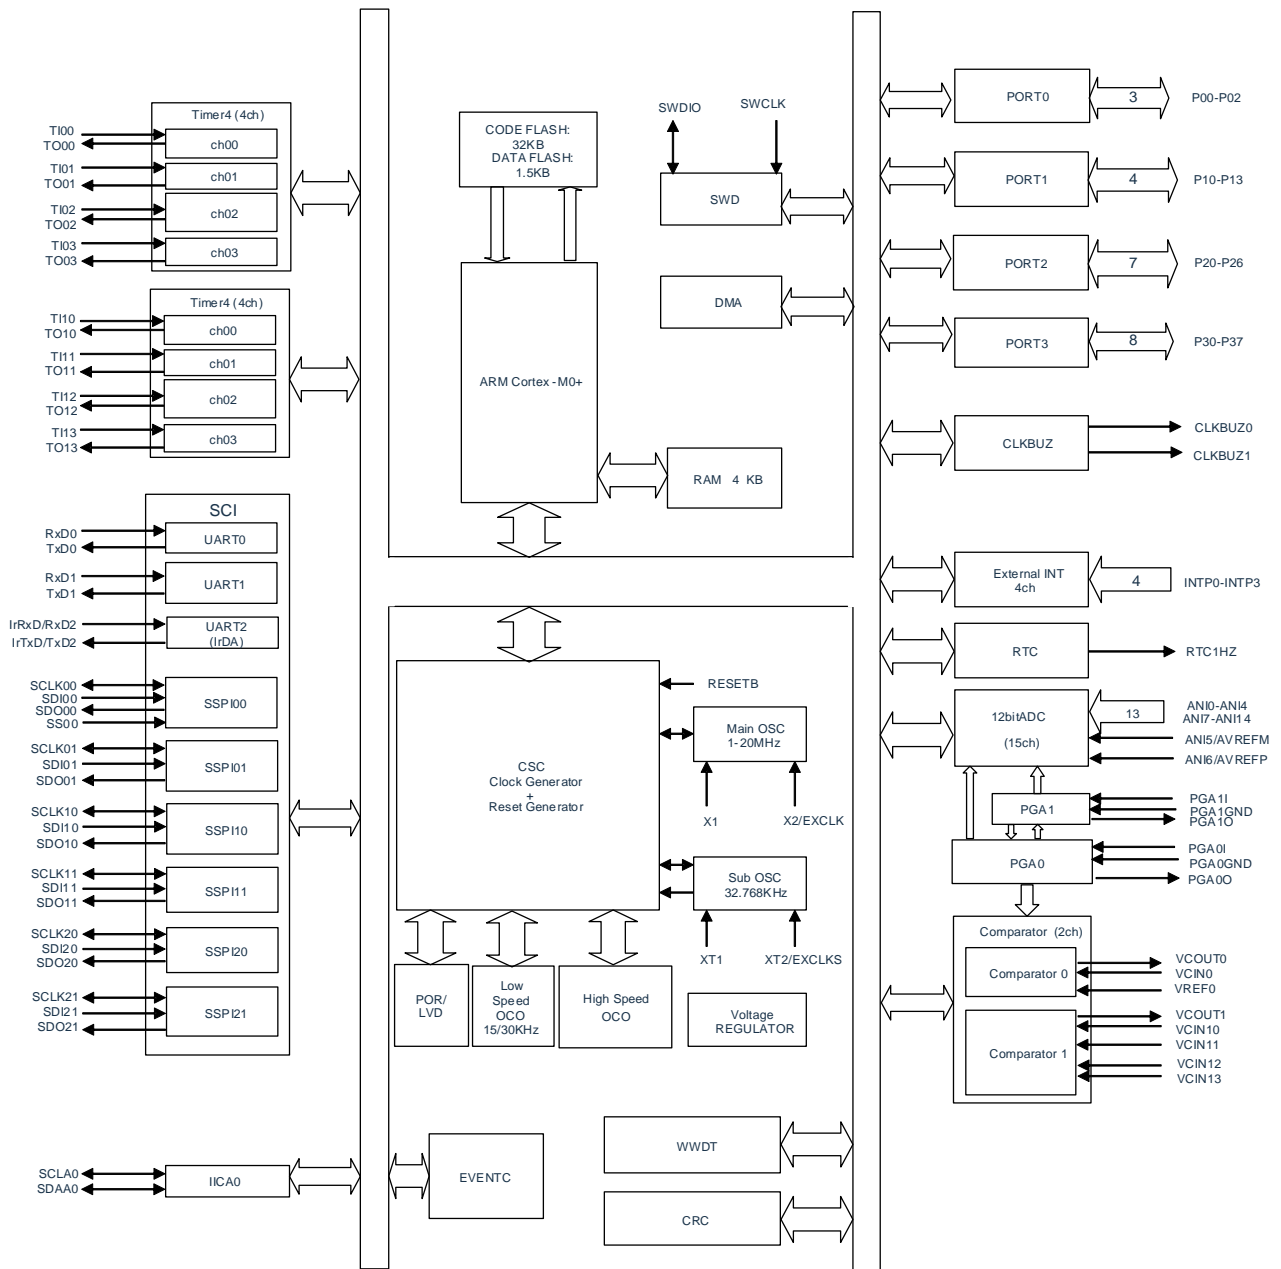 Timer4 (4ch)
TI00
TO00
ch00
TI01
TO01
ch01
TI02
TO02
ch02
TI03
TO03
ch03
Timer4 (4ch)
TI10
TO10
ch00
TI11
TO11
ch01
TI12
TO12
ch02
TI13
TO13
ch03
SCI
RxD0
TxD0
UART0
RxD1
TxD1
UART1
IrRxD/RxD2
IrTxD/TxD2
UART2
(IrDA)
SCLK00
SDI00
SDO00
SS00
SSPI00
SCLK01
SDI01
SDO01
SSPI01
SCLK10
SDI10
SDO10
SSPI10
SCLK11
SDI11
SDO11
SSPI11
SCLK20
SDI20
SDO20
SSPI20
SCLK21
SDI21
SDO21
SSPI21
SCLA0
SDAA0
IICA0
CODE FLASH:
32KB
DATA FLASH:
1.5KB
ARM Cortex-M0+
RAM 4 KB
SWDIO
SWCLK
SWD
DMA
CSC
Clock Generator
+
Reset Generator
RESETB
Main OSC
1-20MHz
X1
X2/EXCLK
Sub OSC
32.768KHz
XT1
XT2/EXCLKS
POR/
LVD
Low
Speed
OCO
15/30KHz
High Speed
OCO
Voltage
REGULATOR
EVENTC
WWDT
CRC
PORT0
3
P00-P02
PORT1
4
P10-P13
PORT2
7
P20-P26
PORT3
8
P30-P37
CLKBUZ
CLKBUZ0
CLKBUZ1
External INT
4ch
4
INTP0-INTP3
RTC
RTC1HZ
12bitADC
(15ch)
13
ANI0-ANI4
ANI7-ANI14
ANI5/AVREFM
ANI6/AVREFP
PGA1
PGA1I
PGA1GND
PGA1O
PGA0
PGA0I
PGA0GND
PGA0O
Comparator (2ch)
Comparator 0
VCOUT0
VCIN0
VREF0
Comparator 1
VCOUT1
VCIN10
VCIN11
VCIN12
VCIN13